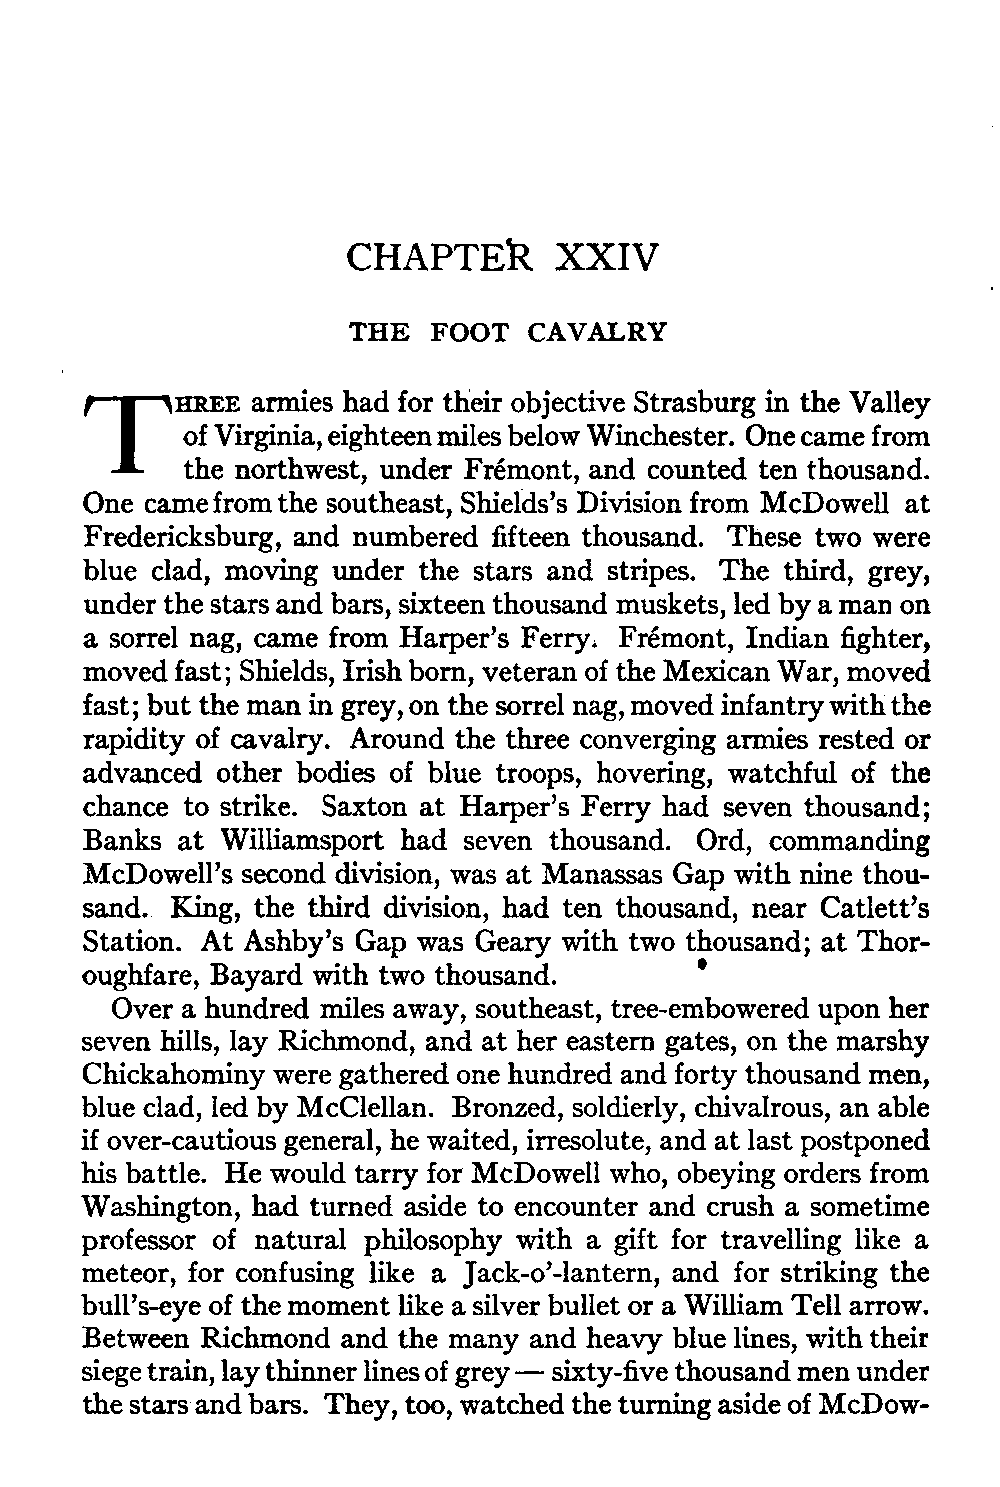 CHAPTER XXIV
THE FOOT CAVALRY
THREE armies had for their objective Strasburg in the Valley
of Virginia, eighteen miles below Winchester. One came from
the northwest, under Frémont, and counted ten thousand.
One came from the southeast, Shields's Division from McDowell at
Fredericksburg, and numbered fifteen thousand. These two were
blue clad, moving under the stars and stripes. The third, grey,
under the stars and bars, sixteen thousand muskets, led by a man on
a sorrel nag, came from Harper's Ferry. Frémont, Indian fighter,
moved fast; Shields, Irish born, veteran of the Mexican War, moved
fast; but the man in grey, on the sorrel nag, moved infantry with the
rapidity of cavalry. Around the three converging armies rested or
advanced other bodies of blue troops, hovering, watchful of the
chance to strike. Saxton at Harper's Ferry had seven thousand;
Banks at Williamsport had seven thousand. Ord, commanding
McDowell's second division, was at Manassas Gap with nine thou-
sand. King, the third division, had ten thousand, near Catlett's
Station. At Ashby's Gap was Geary with two thousand; at Thor-
oughfare, Bayard with two thousand.
Over a hundred miles away, southeast, tree-embowered upon her
seven hills, lay Richmond, and at her eastern gates, on the marshy
Chickahominy were gathered one hundred and forty thousand men,
blue clad, led by McClellan. Bronzed, soldierly, chivalrous, an able
if over-cautious general, he waited, irresolute, and at last postponed
his battle. He would tarry for McDowell who, obeying orders from
Washington, had turned aside to encounter and crush a sometime
professor of natural philosophy with a gift for travelling like a
meteor, for confusing like a Jack-o'-lantern, and for striking the
bull's-eye of the moment like a silver bullet or a William Tell arrow.
Between Richmond and the many and heavy blue lines, with their
siege train, lay thinner lines of grey — sixty-five thousand men under
the stars and bars. They, too, watched the turning aside of McDow-